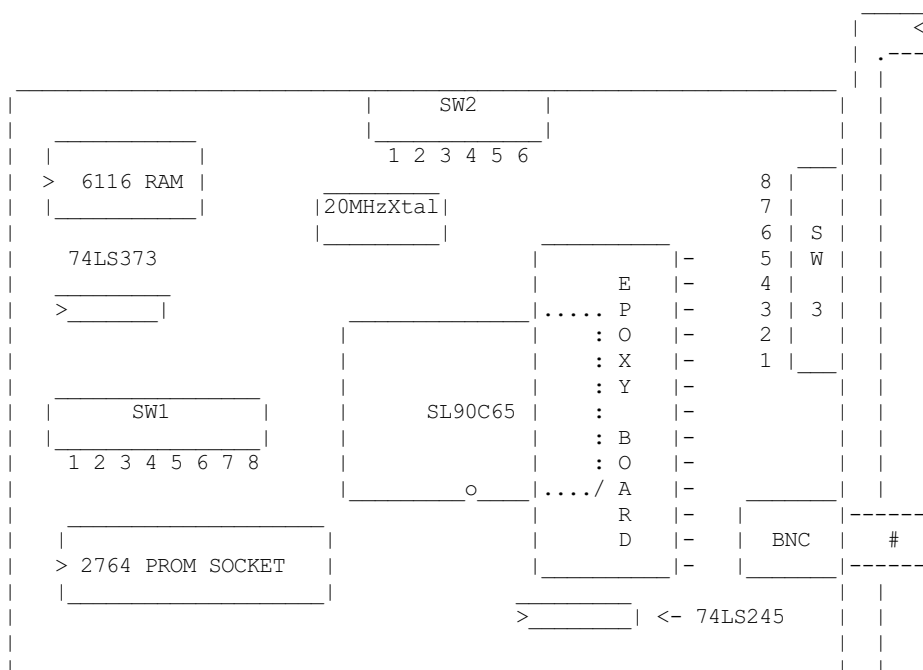 <
SW2
1 2 3 4 5 6
> 6116 RAM
8
20MHzXtal
7
6 S
74LS373
5 W
E
4
>
P
3 3
O
2
X
1
Y
SW1
SL90C65
B
1 2 3 4 5 6 7 8
O
o
A
R
D
BNC
#
> 2764 PROM SOCKET
> <- 74LS245